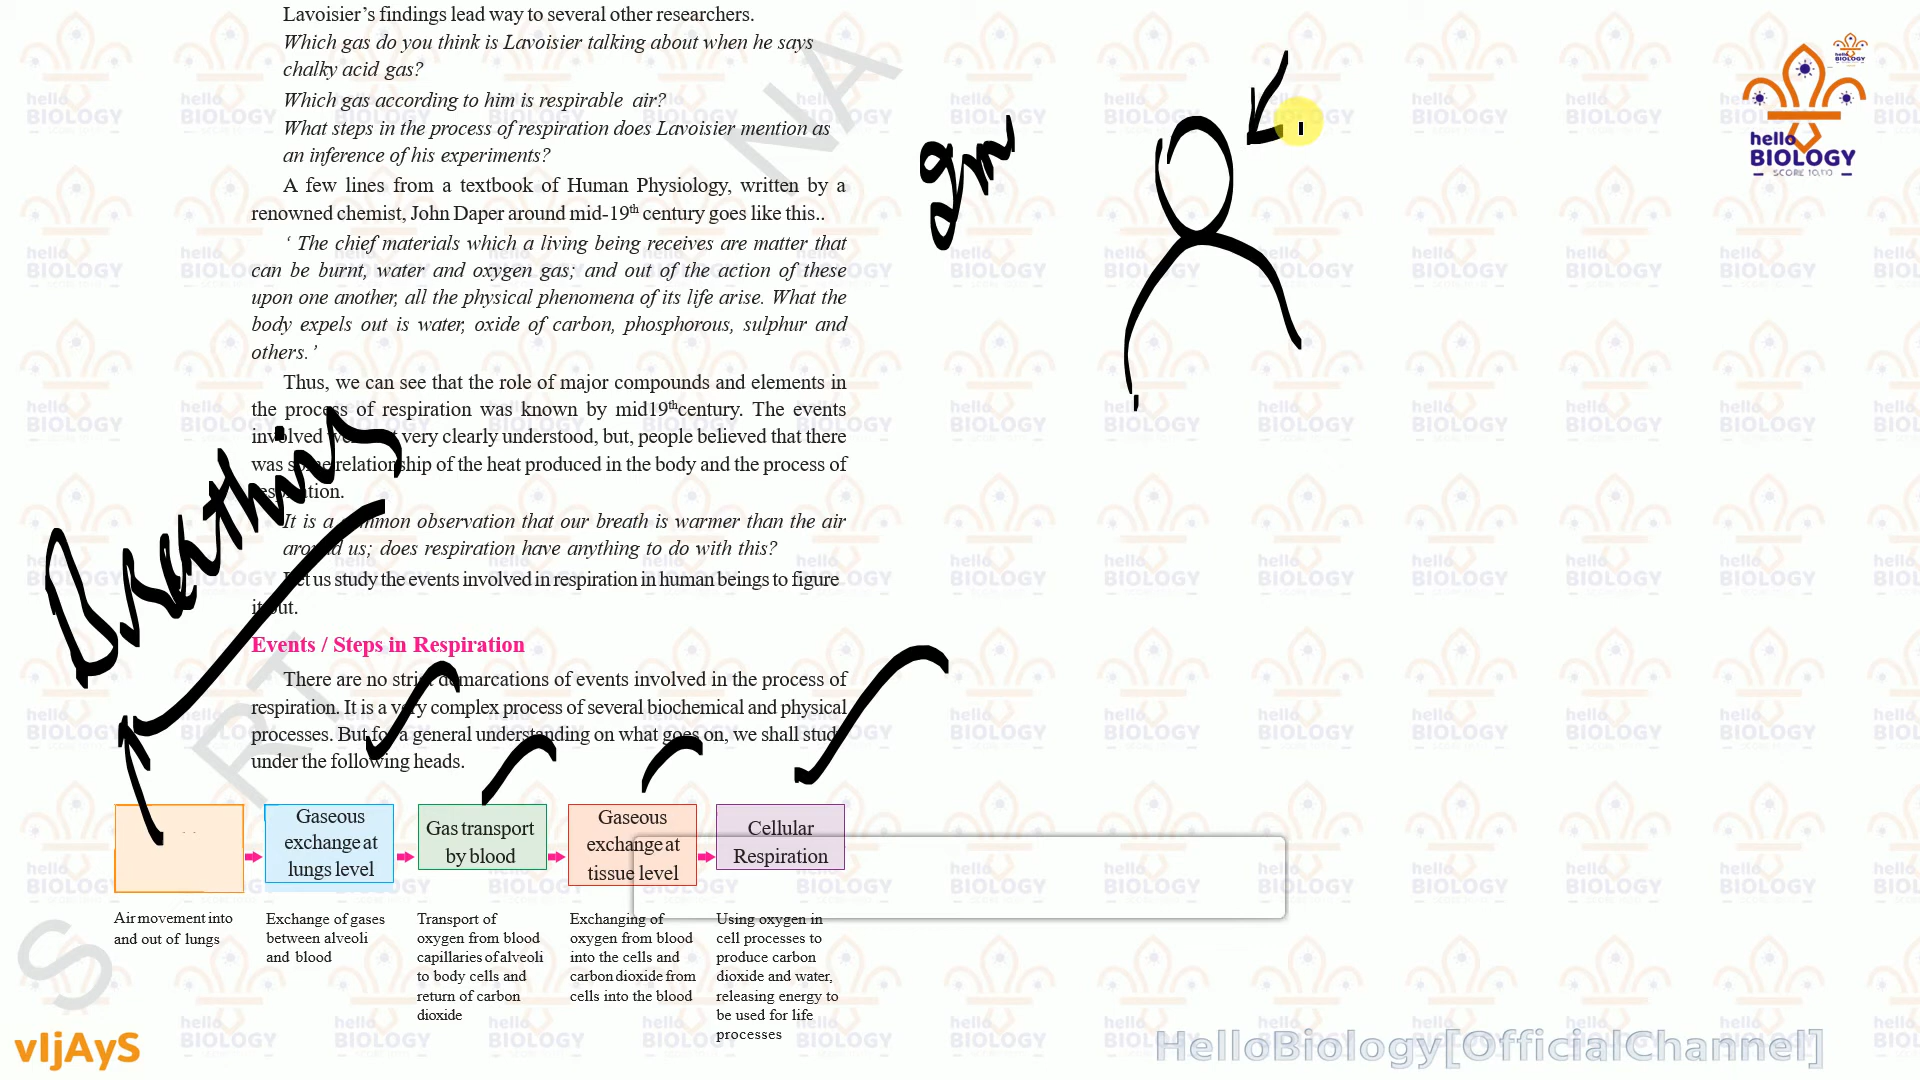 Lavoisier’s findings lead way to several other researchers.
Which gas do you think is Lavoisier talking about when he says
chalky acid gas?
Which gas according to him is respirable air?
What steps in the process of respiration does Lavoisier mention as
an inference of his experiments?
A few lines from a textbook of Human Physiology, written by a
renowned chemist, John Daper around mid-19th century goes like this..
‘ The chief materials which a living being receives are matter that
can be burnt, water and oxygen gas; and out of the action of these
upon one another, all the physical phenomena of its life arise. What the
body expels out is water, oxide of carbon, phosphorous, sulphur and
others.’
Thus, we can see that the role of major compounds and elements in
the process of respiration was known by mid19thcentury. The events
involved very clearly understood, but, people believed that there
was some relationship of the heat produced in the body and the process of
respiration.
It is a common observation that our breath is warmer than the air
around us; does respiration have anything to do with this?
Let us study the events involved in respiration in human beings to figure
it out.
Events / Steps in Respiration
There are no strict demarcations of events involved in the process of
respiration. It is a very complex process of several biochemical and physical
processes. But for a general understanding on what goes on, we shall study
under the following heads.
Breathing
Gaseous
exchange at
lungs level
Gas transport
by blood
Gaseous
exchange at
tissue level
Cellular
Respiration
Air movement into
and out of lungs
Exchange of gases
between alveoli
and blood
Transport of
oxygen from blood
capillaries of alveoli
to body cells and
return of carbon
dioxide
Exchanging of
oxygen from blood
into the cells and
carbon dioxide from
cells into the blood
Using oxygen in
cell processes to
produce carbon
dioxide and water,
releasing energy to
be used for life
processes
hello
BIOLOGY
SCORE 10/10
vIjAyS
HelloBiology[OfficialChannel]